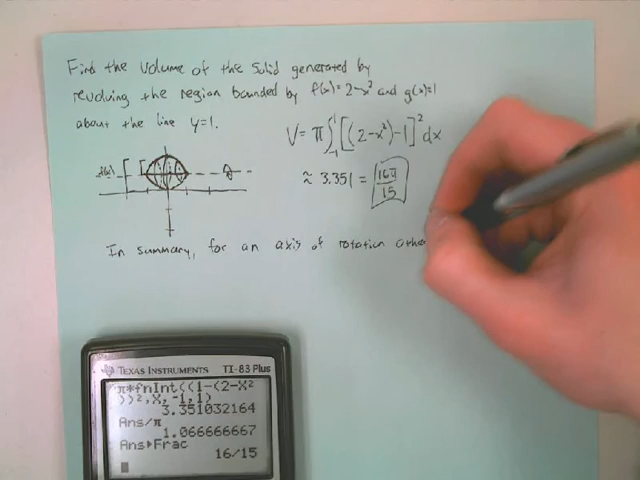 Find the volume of the solid generated by
revolving the region bounded by f(x)=2-x² and g(x)=1
about the line y=1.
V= π∫₋₁¹[(2-x²)-1]²dx
≈ 3.351 = 16π/15
In summary, for an axis of rotation othe
TEXAS INSTRUMENTS TI-83 Plus
π*fnInt((1-(2-X²
))²,X,-1,1)
3.351032164
Ans/π
1.066666667
Ans▸Frac
16/15